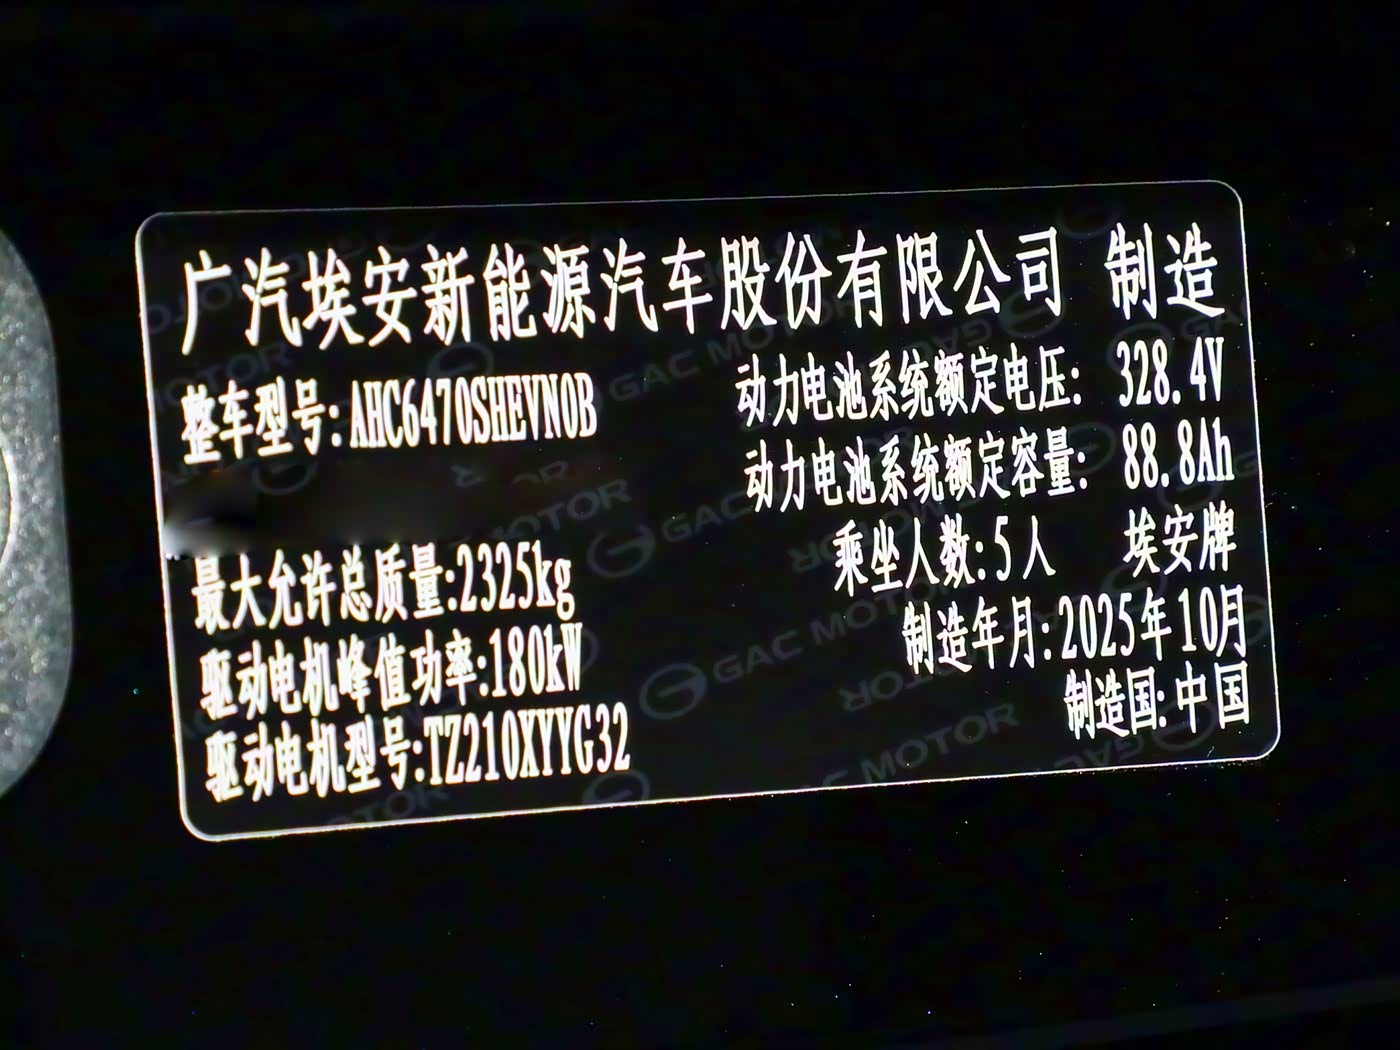 广汽埃安新能源汽车股份有限公司 制造
整车型号:AHC6470SHEVN0B
动力电池系统额定电压: 328.4V
动力电池系统额定容量: 88.8Ah
乘坐人数:5人 埃安牌
最大允许总质量:2325kg
制造年月:2025年10月
驱动电机峰值功率:180kW
制造国:中国
驱动电机型号:TZ210XYYG32
GAC MOTOR